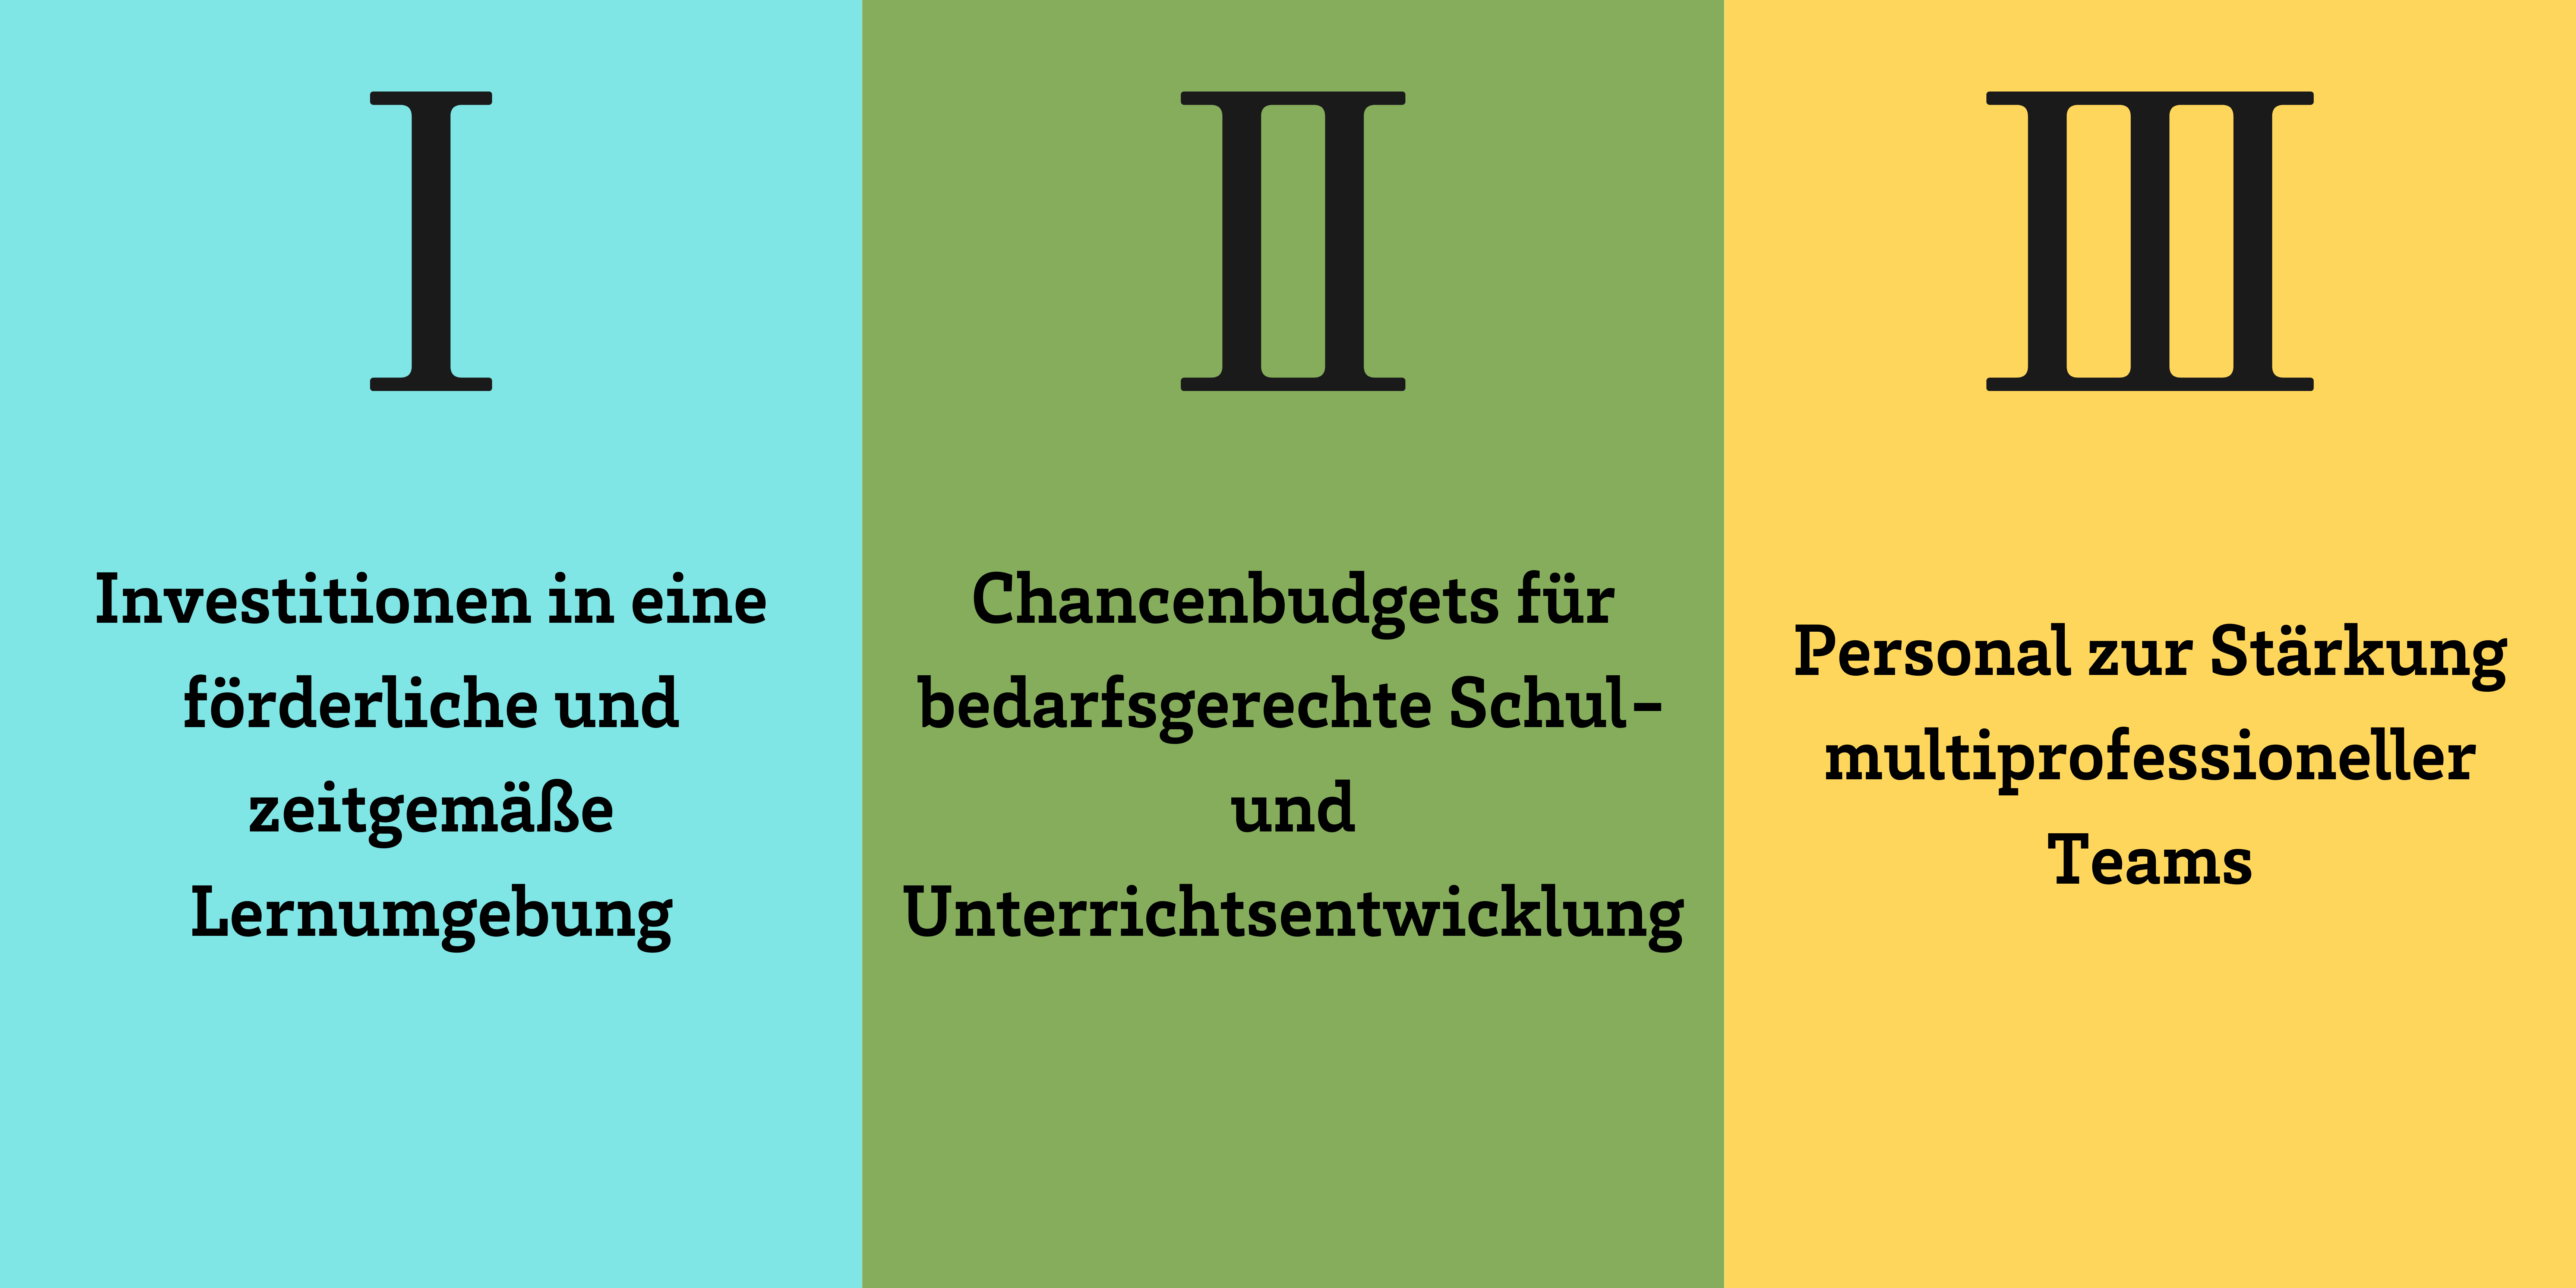 I
Investitionen in eine
förderliche und
zeitgemäße
Lernumgebung
II
Chancenbudgets für
bedarfsgerechte Schul-
und
Unterrichtsentwicklung
III
Personal zur Stärkung
multiprofessioneller
Teams